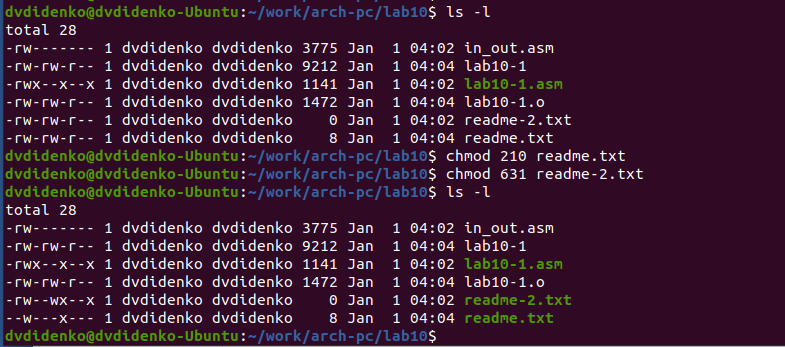 dvdidenko@dvdidenko-Ubuntu:~/work/arch-pc/lab10$ ls -l
total 28
-rw------- 1 dvdidenko dvdidenko 3775 Jan  1 04:02 in_out.asm
-rw-rw-r-- 1 dvdidenko dvdidenko 9212 Jan  1 04:04 lab10-1
-rwx--x--x 1 dvdidenko dvdidenko 1141 Jan  1 04:02 lab10-1.asm
-rw-rw-r-- 1 dvdidenko dvdidenko 1472 Jan  1 04:04 lab10-1.o
-rw-rw-r-- 1 dvdidenko dvdidenko    0 Jan  1 04:02 readme-2.txt
-rw-rw-r-- 1 dvdidenko dvdidenko    8 Jan  1 04:04 readme.txt
dvdidenko@dvdidenko-Ubuntu:~/work/arch-pc/lab10$ chmod 210 readme.txt
dvdidenko@dvdidenko-Ubuntu:~/work/arch-pc/lab10$ chmod 631 readme-2.txt
dvdidenko@dvdidenko-Ubuntu:~/work/arch-pc/lab10$ ls -l
total 28
-rw------- 1 dvdidenko dvdidenko 3775 Jan  1 04:02 in_out.asm
-rw-rw-r-- 1 dvdidenko dvdidenko 9212 Jan  1 04:04 lab10-1
-rwx--x--x 1 dvdidenko dvdidenko 1141 Jan  1 04:02 lab10-1.asm
-rw-rw-r-- 1 dvdidenko dvdidenko 1472 Jan  1 04:04 lab10-1.o
-rw--wx--x 1 dvdidenko dvdidenko    0 Jan  1 04:02 readme-2.txt
--w---x--- 1 dvdidenko dvdidenko    8 Jan  1 04:04 readme.txt
dvdidenko@dvdidenko-Ubuntu:~/work/arch-pc/lab10$